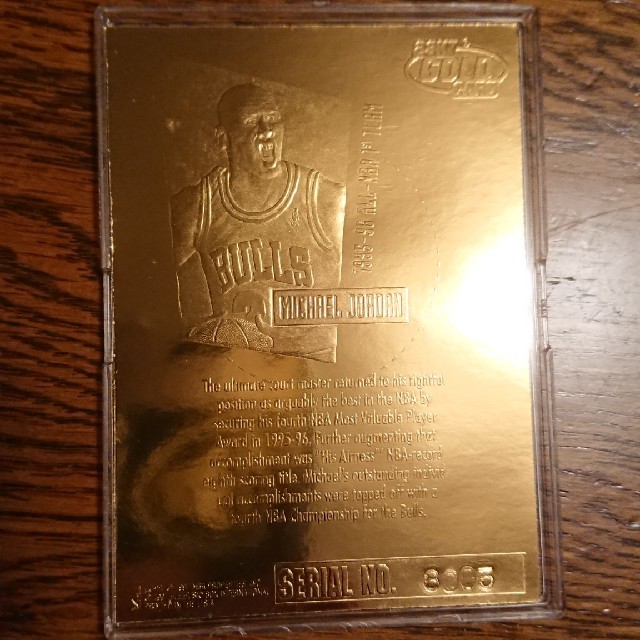 23KT
GOLD
CARD
1995-96 ALL-NBA 1ST TEAM
BULLS
MICHAEL JORDAN
The ultimate court master returned to his rightful
position as arguably the best in the NBA by
securing his fourth NBA Most Valuable Player
Award in 1995-96. Further augmenting that
accomplishment was "His Airness'" NBA-record
eighth scoring title. Michael's outstanding individ-
ual accomplishments were topped off with a
fourth NBA Championship for the Bulls.
SERIAL NO.